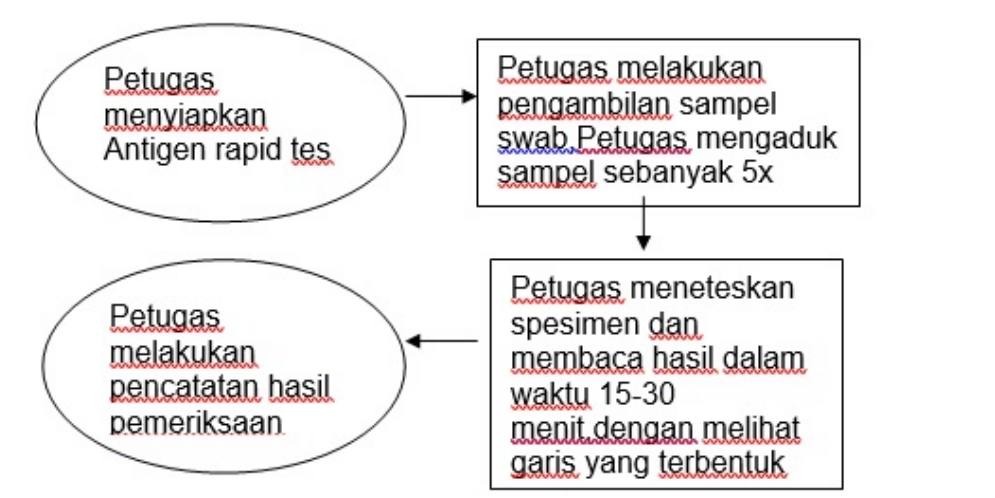 Petugas
menyiapkan
Antigen rapid tes
Petugas melakukan
pengambilan sampel
swab,Petugas mengaduk
sampel sebanyak 5x
Petugas meneteskan
spesimen dan
membaca hasil dalam
waktu 15-30
menit,dengan melihat
garis yang terbentuk
Petugas
melakukan
pencatatan hasil
pemeriksaan